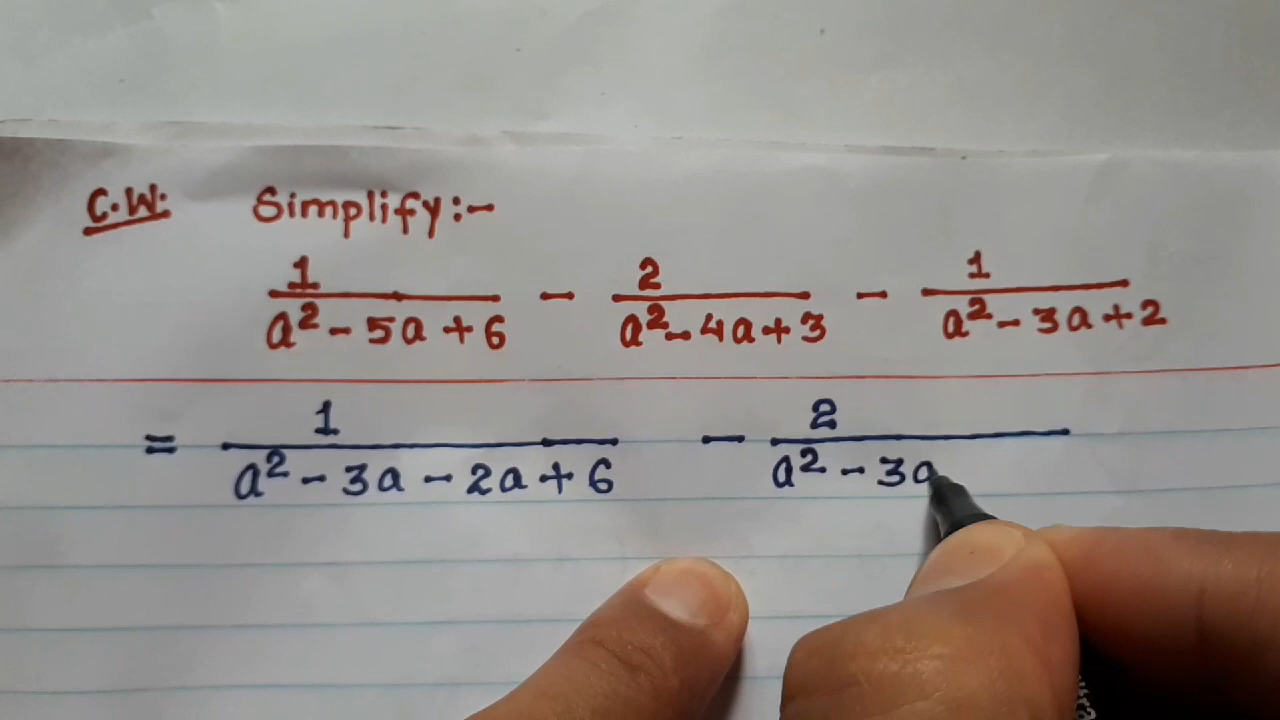 C.W. Simplify:-
1/(a² - 5a + 6) - 2/(a² - 4a + 3) - 1/(a² - 3a + 2)
= 1/(a² - 3a - 2a + 6) - 2/(a² - 3a